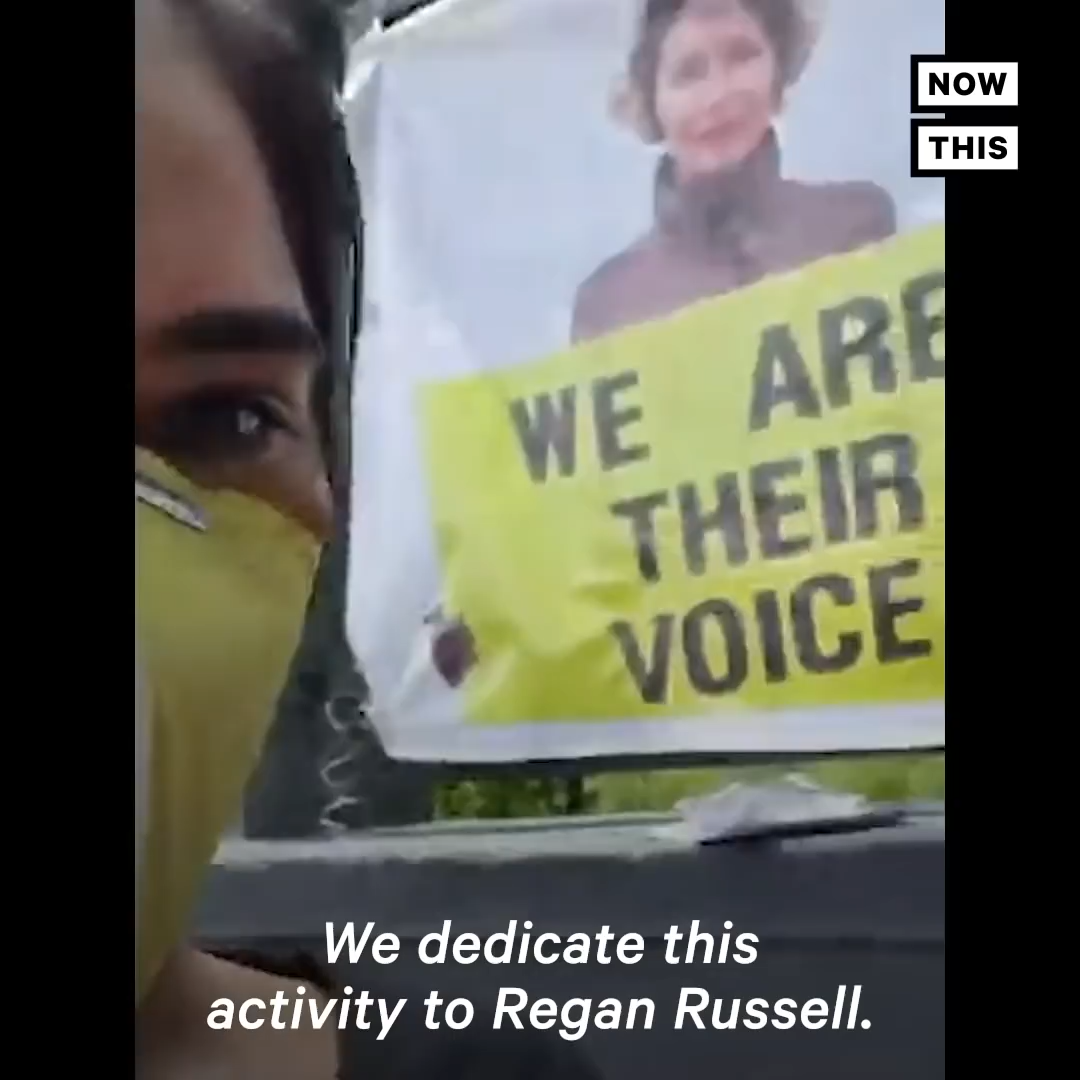 NOW
THIS
WE ARE
THEIR
VOICE
We dedicate this
activity to Regan Russell.